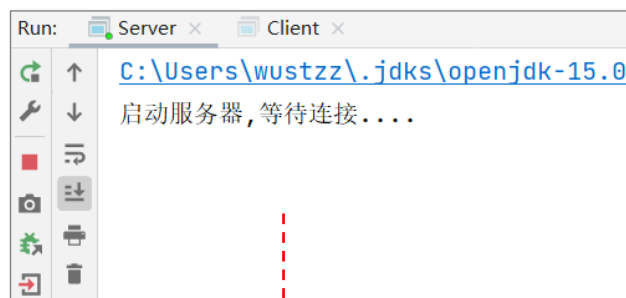 Run: Server × Client ×
C:\Users\wustzz\.jdks\openjdk-15.0
启动服务器,等待连接....